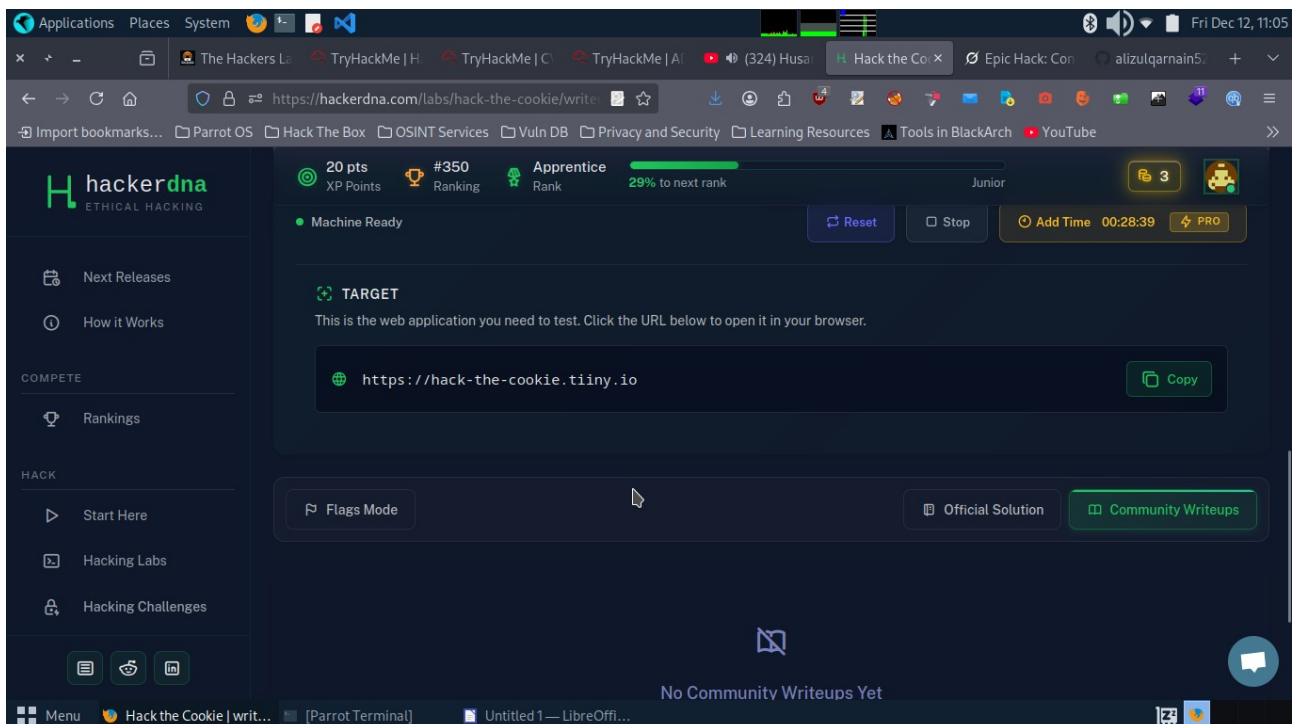 Applications Places System Fri Dec 12, 11:05
The Hackers La TryHackMe | H TryHackMe | C TryHackMe | A (324) Husa Hack the Coo Epic Hack: Con alizulqarnain5
https://hackerdna.com/labs/hack-the-cookie/write 4 11
Import bookmarks... Parrot OS Hack The Box OSINT Services Vuln DB Privacy and Security Learning Resources Tools in BlackArch YouTube
hackerdna
ETHICAL HACKING
20 pts #350 Apprentice
XP Points Ranking Rank 29% to next rank Junior 3
Machine Ready Reset Stop Add Time 00:28:39 PRO
Next Releases
How it Works
COMPETE
Rankings
HACK
Start Here
Hacking Labs
Hacking Challenges
TARGET
This is the web application you need to test. Click the URL below to open it in your browser.
https://hack-the-cookie.tiiny.io Copy
Flags Mode Official Solution Community Writeups
No Community Writeups Yet
Menu Hack the Cookie | writ... [Parrot Terminal] Untitled 1 — LibreOffi...